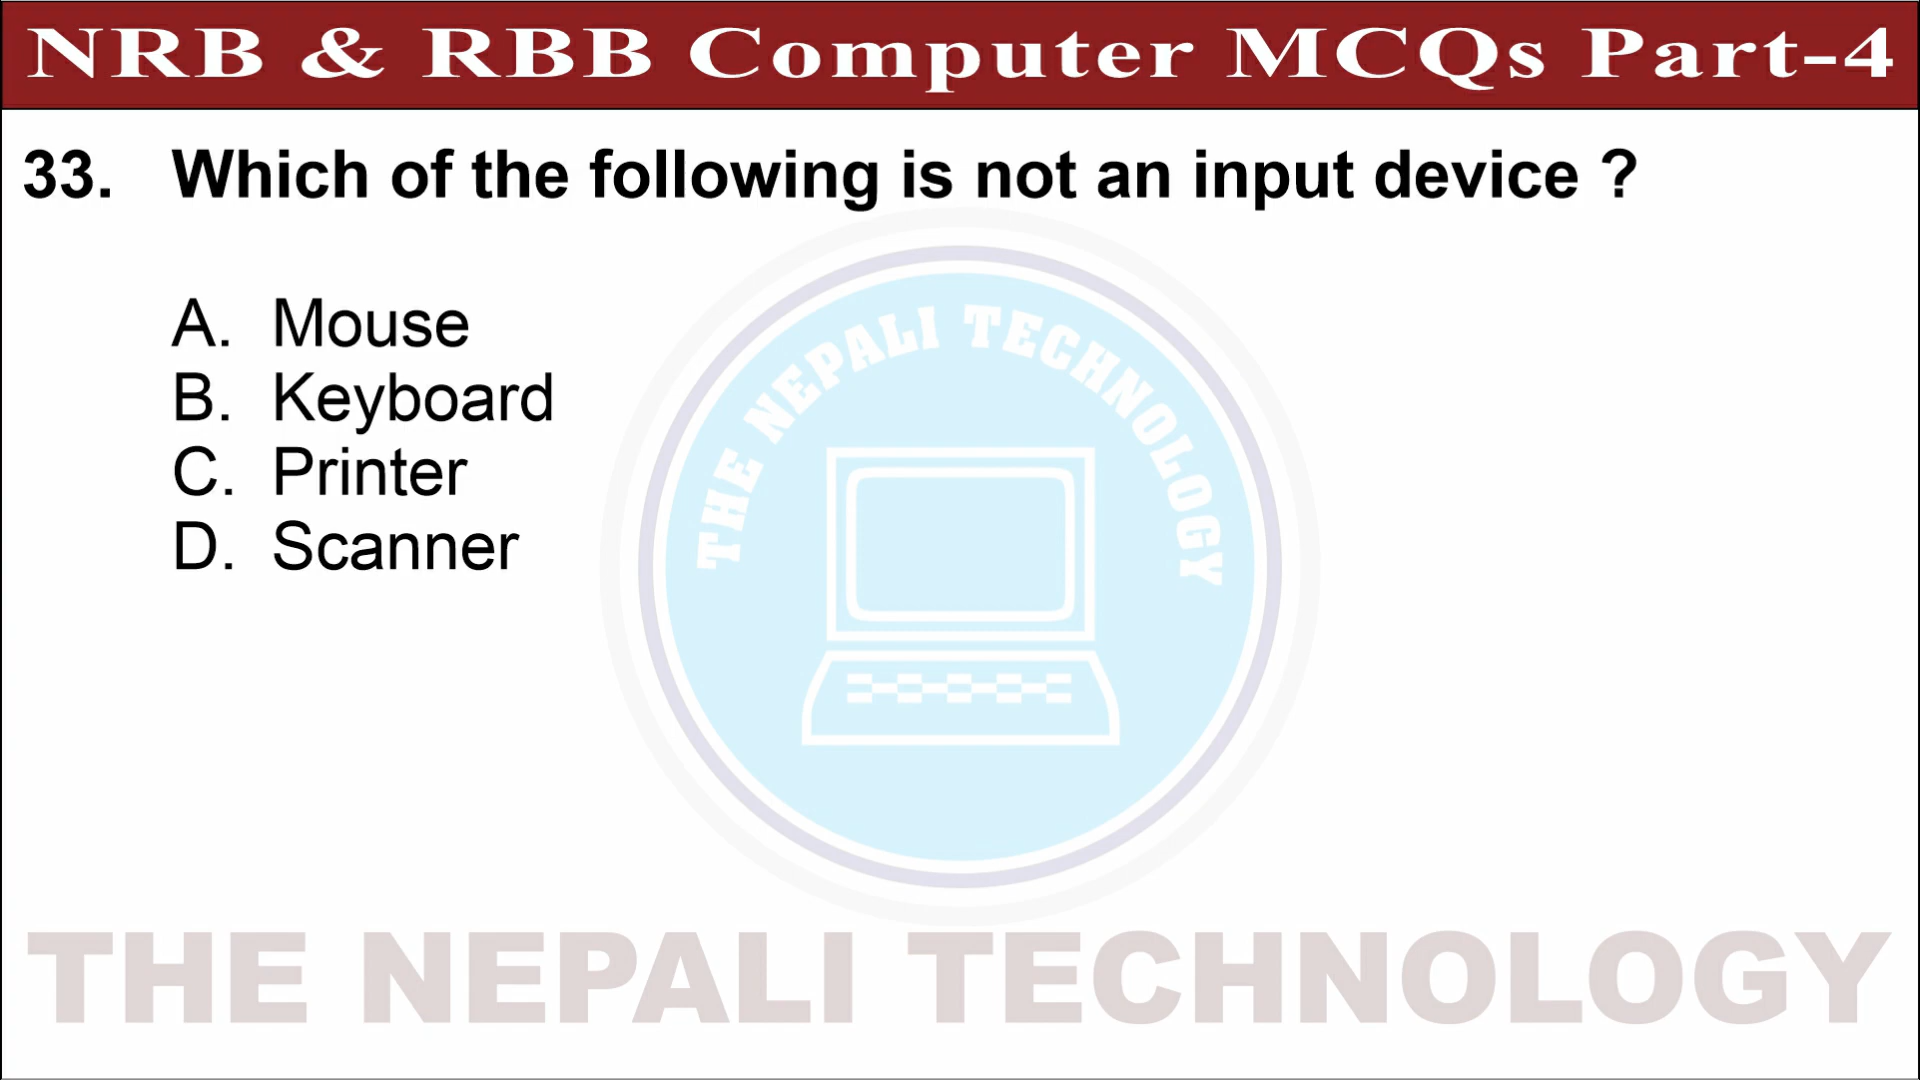 NRB & RBB Computer MCQs Part-4
33. Which of the following is not an input device ?
A. Mouse
B. Keyboard
C. Printer
D. Scanner
THE NEPALI TECHNOLOGY
THE NEPALI TECHNOLOGY